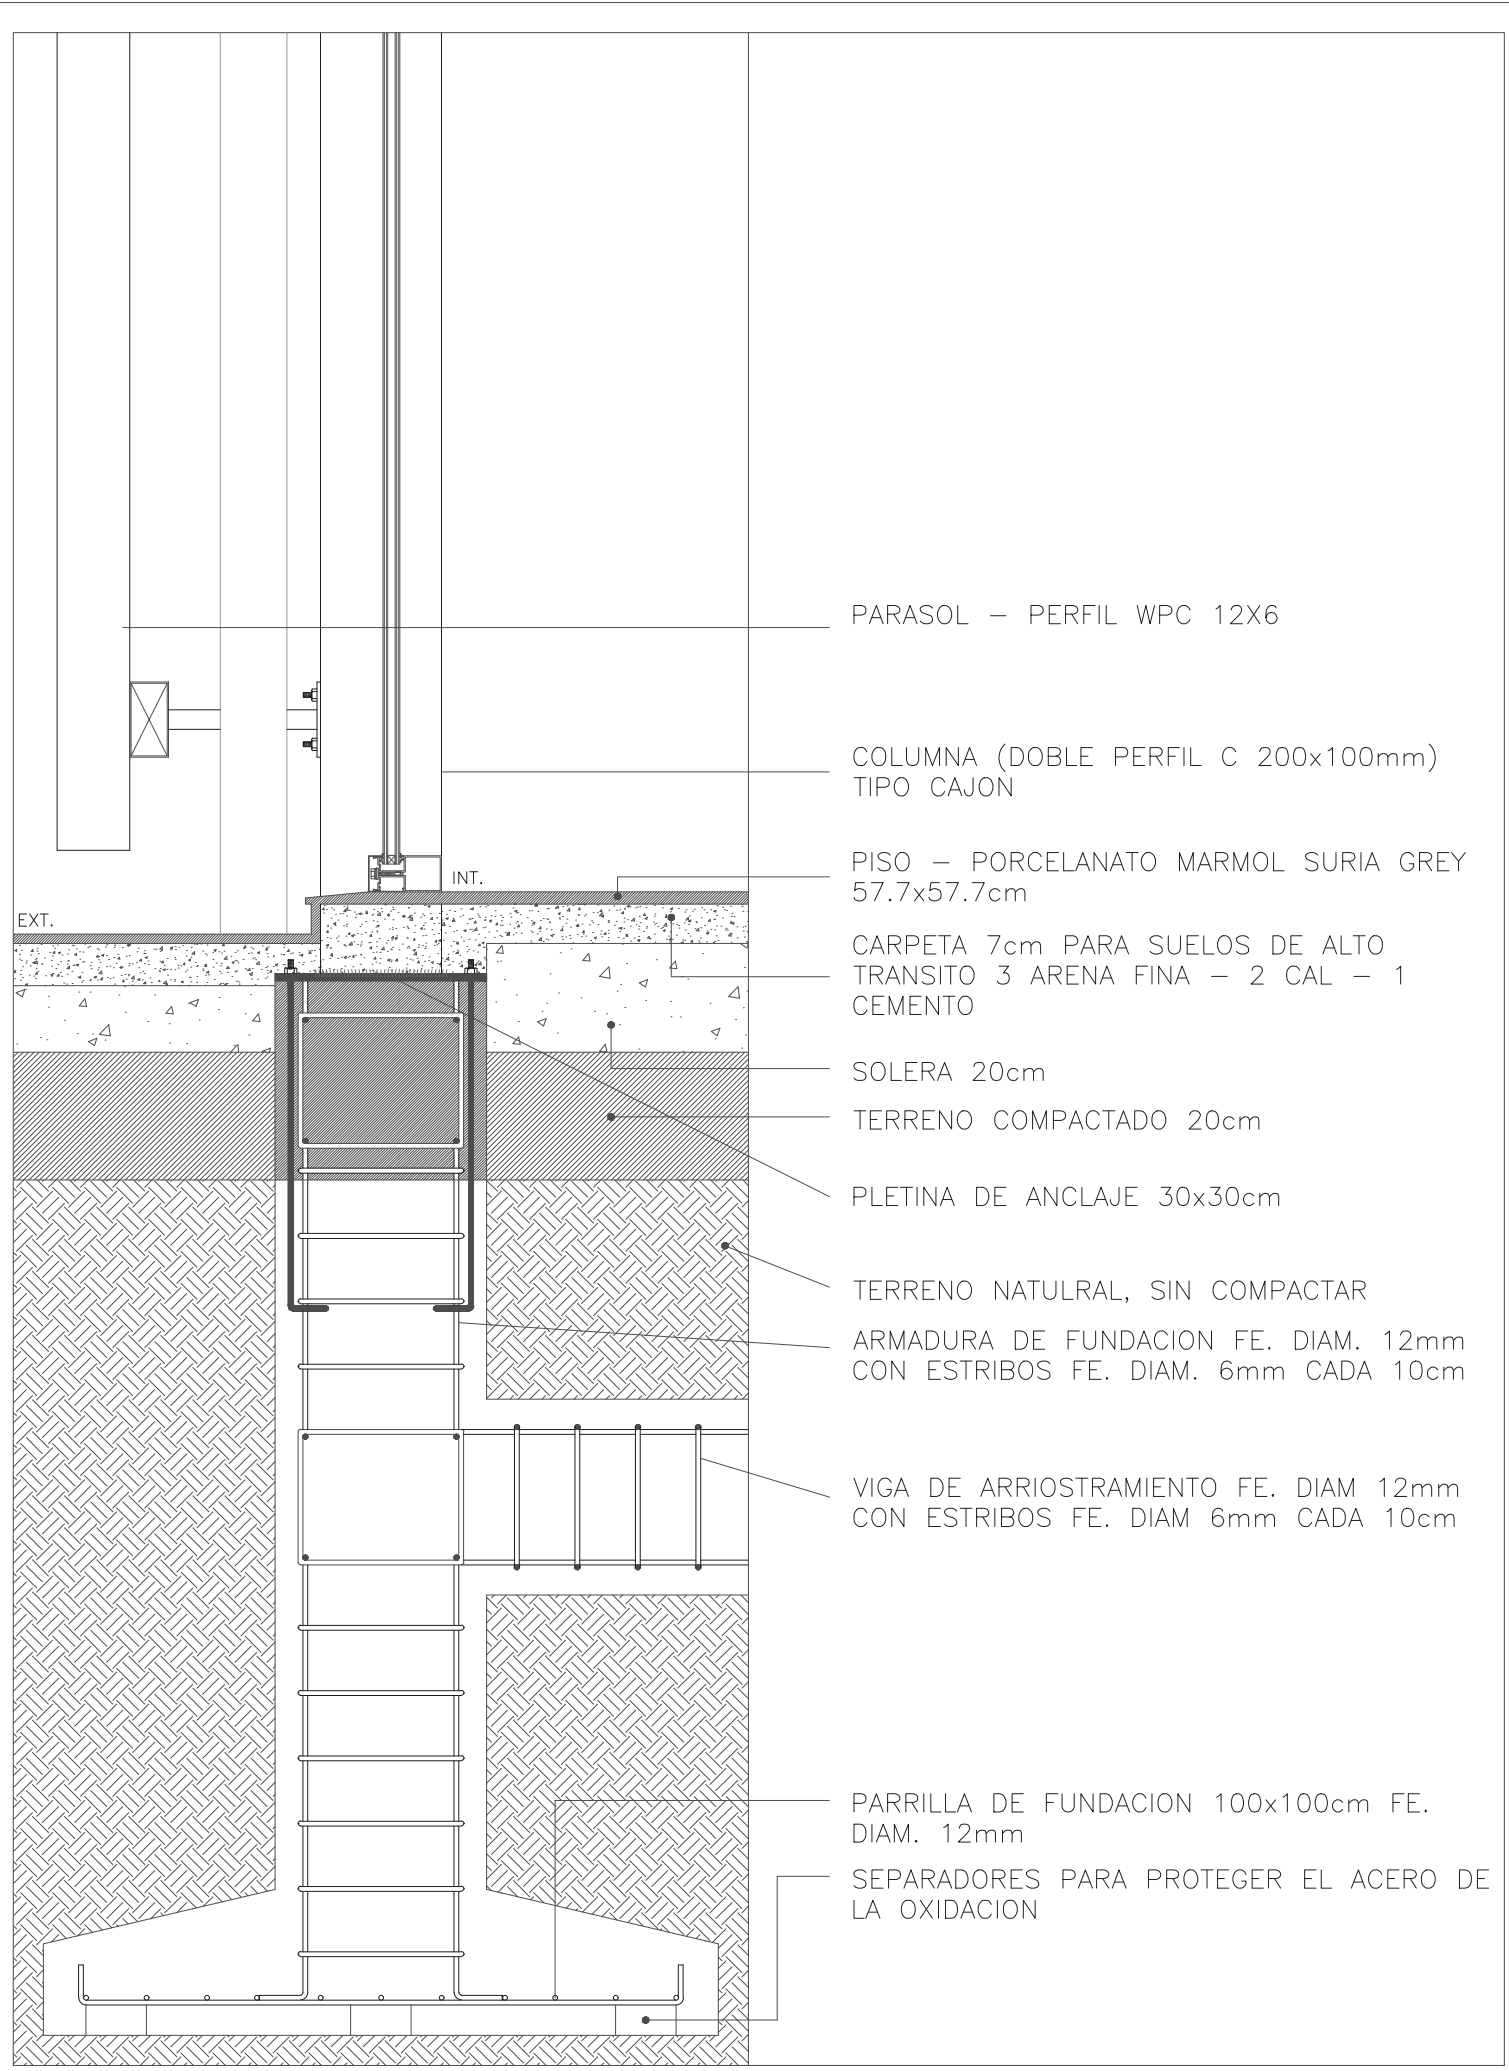 PARASOL – PERFIL WPC 12X6
COLUMNA (DOBLE PERFIL C 200x100mm)
TIPO CAJON
INT.
PISO – PORCELANATO MARMOL SURIA GREY
57.7x57.7cm
EXT.
CARPETA 7cm PARA SUELOS DE ALTO
TRANSITO 3 ARENA FINA – 2 CAL – 1
CEMENTO
SOLERA 20cm
TERRENO COMPACTADO 20cm
PLETINA DE ANCLAJE 30x30cm
TERRENO NATULRAL, SIN COMPACTAR
ARMADURA DE FUNDACION FE. DIAM. 12mm
CON ESTRIBOS FE. DIAM. 6mm CADA 10cm
VIGA DE ARRIOSTRAMIENTO FE. DIAM 12mm
CON ESTRIBOS FE. DIAM 6mm CADA 10cm
PARRILLA DE FUNDACION 100x100cm FE.
DIAM. 12mm
SEPARADORES PARA PROTEGER EL ACERO DE
LA OXIDACION